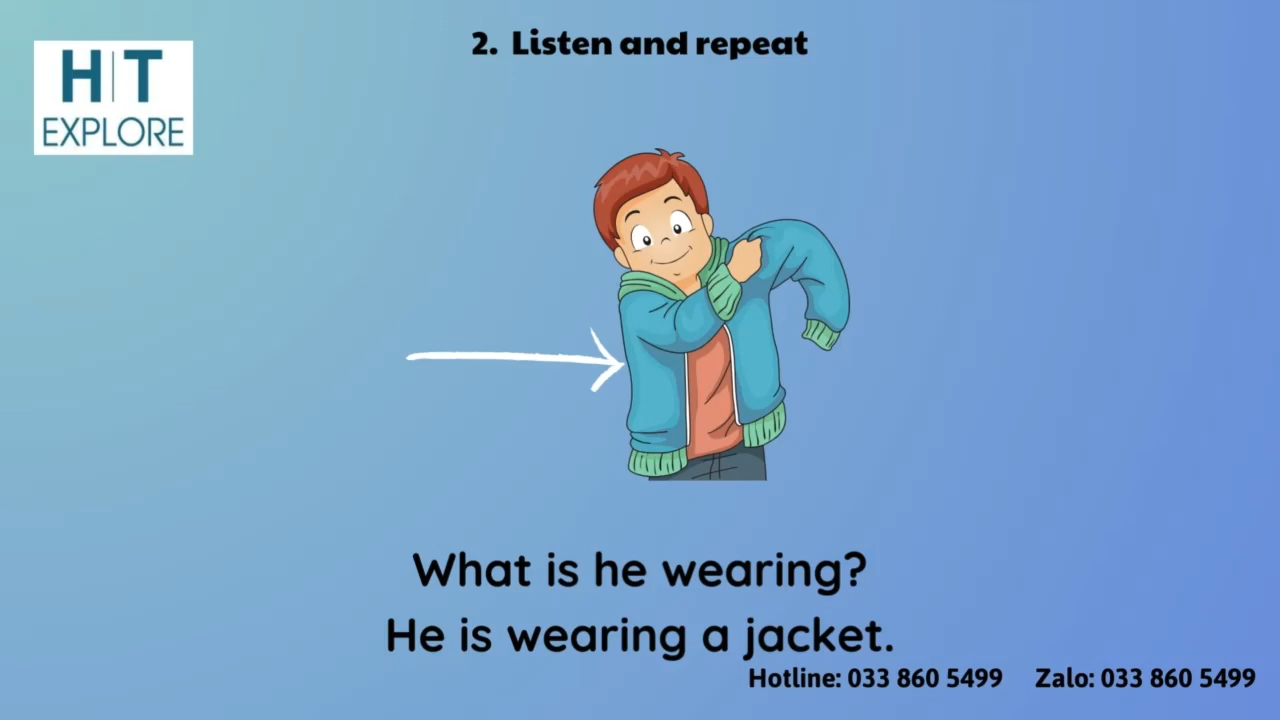 2. Listen and repeat
H|T
EXPLORE
What is he wearing?
He is wearing a jacket.
Hotline: 033 860 5499 Zalo: 033 860 5499